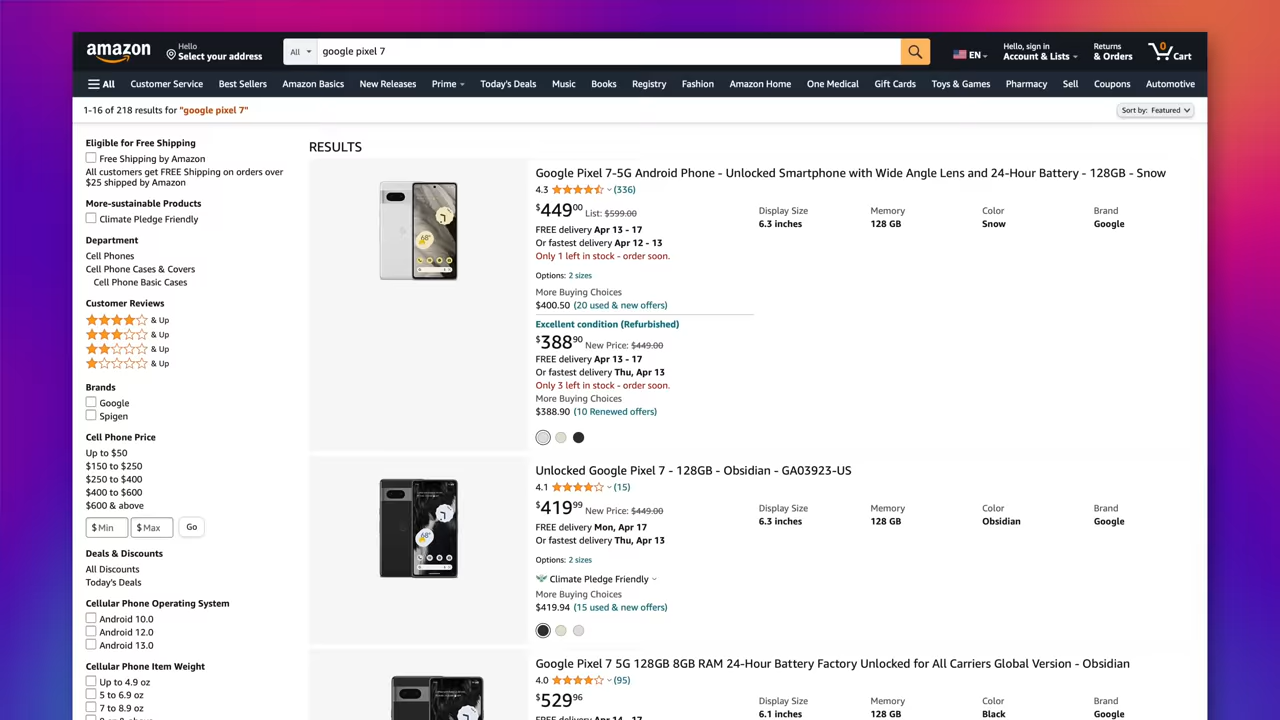 amazon
Hello
Select your address
All
google pixel 7
EN
Hello, sign in
Account & Lists
Returns
& Orders
0
Cart
All
Customer Service
Best Sellers
Amazon Basics
New Releases
Prime
Today's Deals
Music
Books
Registry
Fashion
Amazon Home
One Medical
Gift Cards
Toys & Games
Pharmacy
Sell
Coupons
Automotive
1-16 of 218 results for "google pixel 7"
Sort by: Featured
Eligible for Free Shipping
Free Shipping by Amazon
All customers get FREE Shipping on orders over
$25 shipped by Amazon
More-sustainable Products
Climate Pledge Friendly
Department
Cell Phones
Cell Phone Cases & Covers
Cell Phone Basic Cases
Customer Reviews
& Up
& Up
& Up
& Up
Brands
Google
Spigen
Cell Phone Price
Up to $50
$150 to $250
$250 to $400
$400 to $600
$600 & above
$ Min
$ Max
Go
Deals & Discounts
All Discounts
Today's Deals
Cellular Phone Operating System
Android 10.0
Android 12.0
Android 13.0
Cellular Phone Item Weight
Up to 4.9 oz
5 to 6.9 oz
7 to 8.9 oz
RESULTS
Google Pixel 7-5G Android Phone - Unlocked Smartphone with Wide Angle Lens and 24-Hour Battery - 128GB - Snow
4.3 (336)
$44900 List: $599.00
FREE delivery Apr 13 - 17
Or fastest delivery Apr 12 - 13
Only 1 left in stock - order soon.
Options: 2 sizes
More Buying Choices
$400.50 (20 used & new offers)
Excellent condition (Refurbished)
$38890 New Price: $449.00
FREE delivery Apr 13 - 17
Or fastest delivery Thu, Apr 13
Only 3 left in stock - order soon.
More Buying Choices
$388.90 (10 Renewed offers)
Display Size
6.3 inches
Memory
128 GB
Color
Snow
Brand
Google
68°
Unlocked Google Pixel 7 - 128GB - Obsidian - GA03923-US
4.1 (15)
$41999 New Price: $449.00
FREE delivery Mon, Apr 17
Or fastest delivery Thu, Apr 13
Options: 2 sizes
Climate Pledge Friendly
More Buying Choices
$419.94 (15 used & new offers)
Display Size
6.3 inches
Memory
128 GB
Color
Obsidian
Brand
Google
68°
Google Pixel 7 5G 128GB 8GB RAM 24-Hour Battery Factory Unlocked for All Carriers Global Version - Obsidian
4.0 (95)
$52996
FREE delivery Apr 14 - 17
Display Size
6.1 inches
Memory
128 GB
Color
Black
Brand
Google